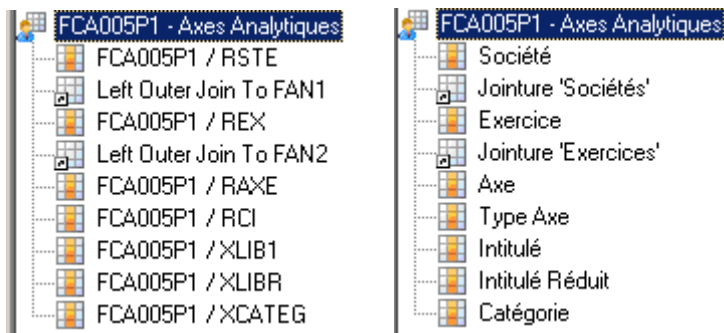 FCA005P1 - Axes Analytiques
FCA005P1 / RSTE
Left Outer Join To FAN1
FCA005P1 / REX
Left Outer Join To FAN2
FCA005P1 / RAXE
FCA005P1 / RCI
FCA005P1 / XLIB1
FCA005P1 / XLIBR
FCA005P1 / XCATEG
FCA005P1 - Axes Analytiques
Société
Jointure 'Sociétés'
Exercice
Jointure 'Exercices'
Axe
Type Axe
Intitulé
Intitulé Réduit
Catégorie